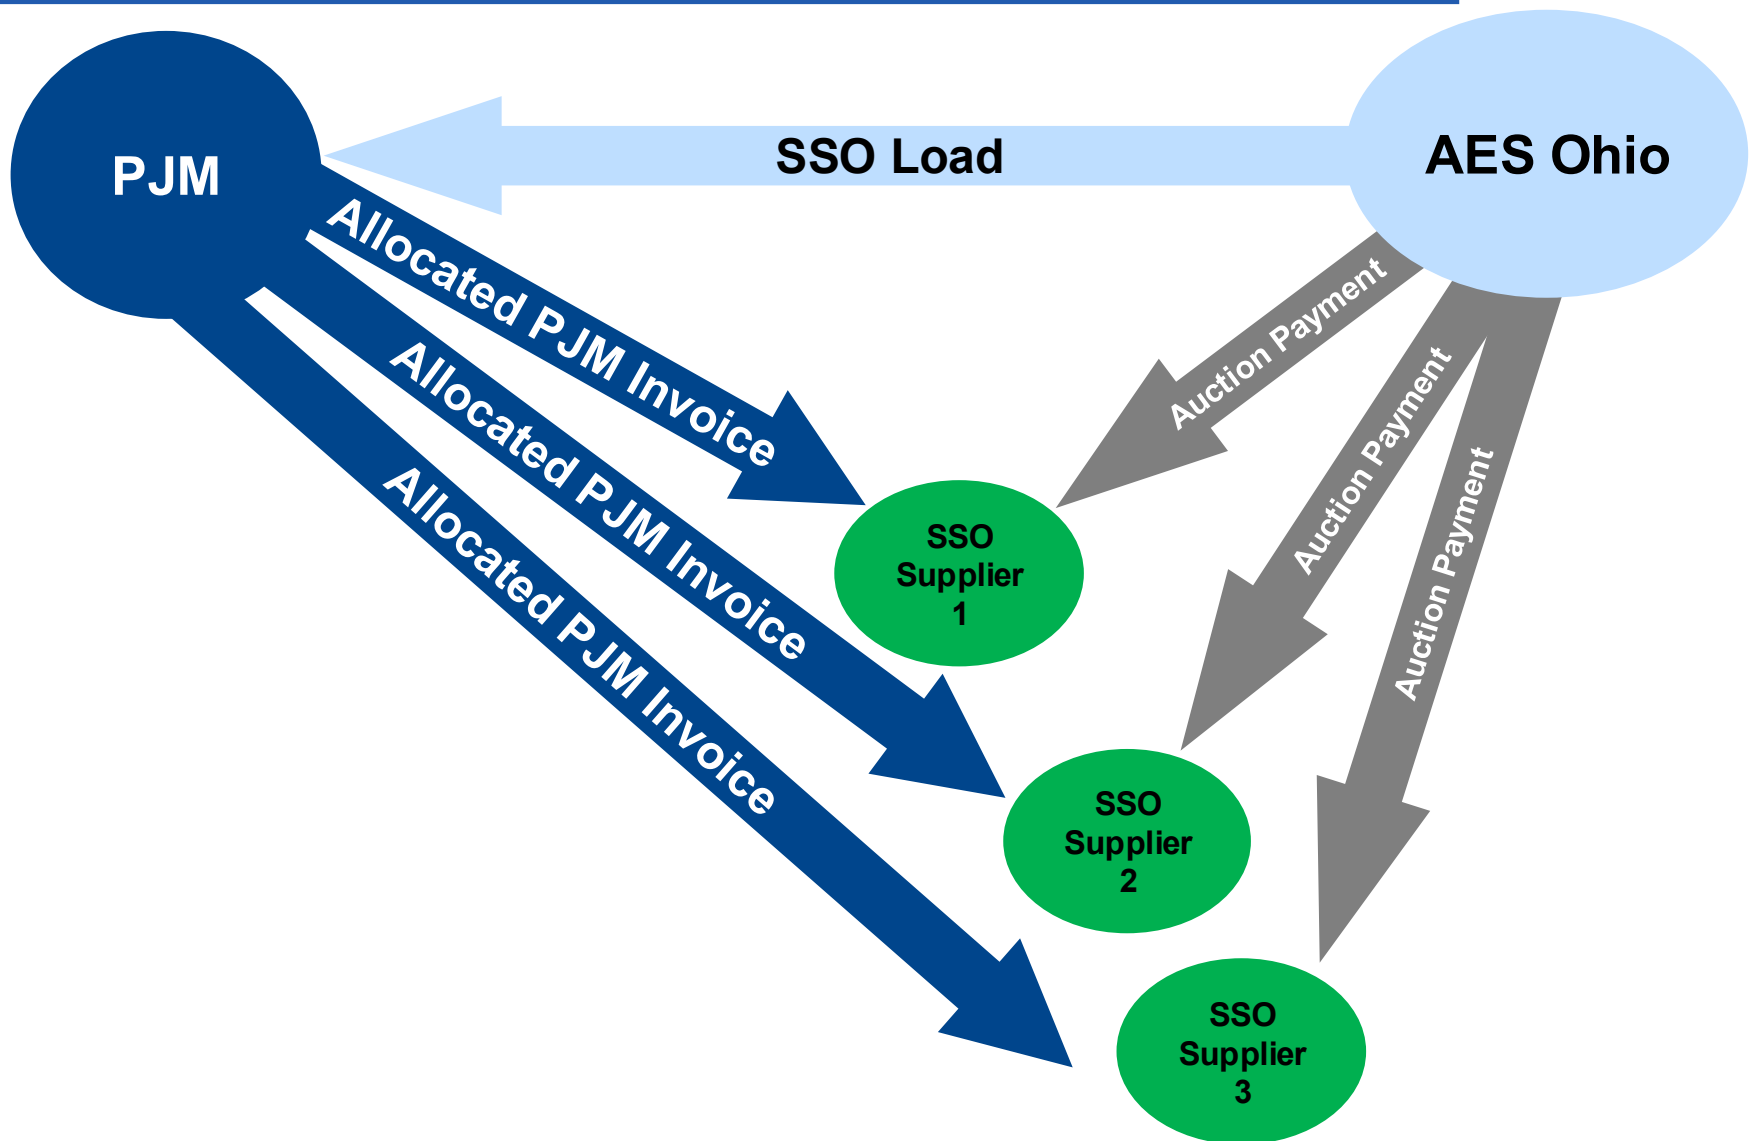 PJM
SSO Load
AES Ohio
Allocated PJM Invoice
Allocated PJM Invoice
Allocated PJM Invoice
Auction Payment
Auction Payment
Auction Payment
SSO
Supplier
1
SSO
Supplier
2
SSO
Supplier
3